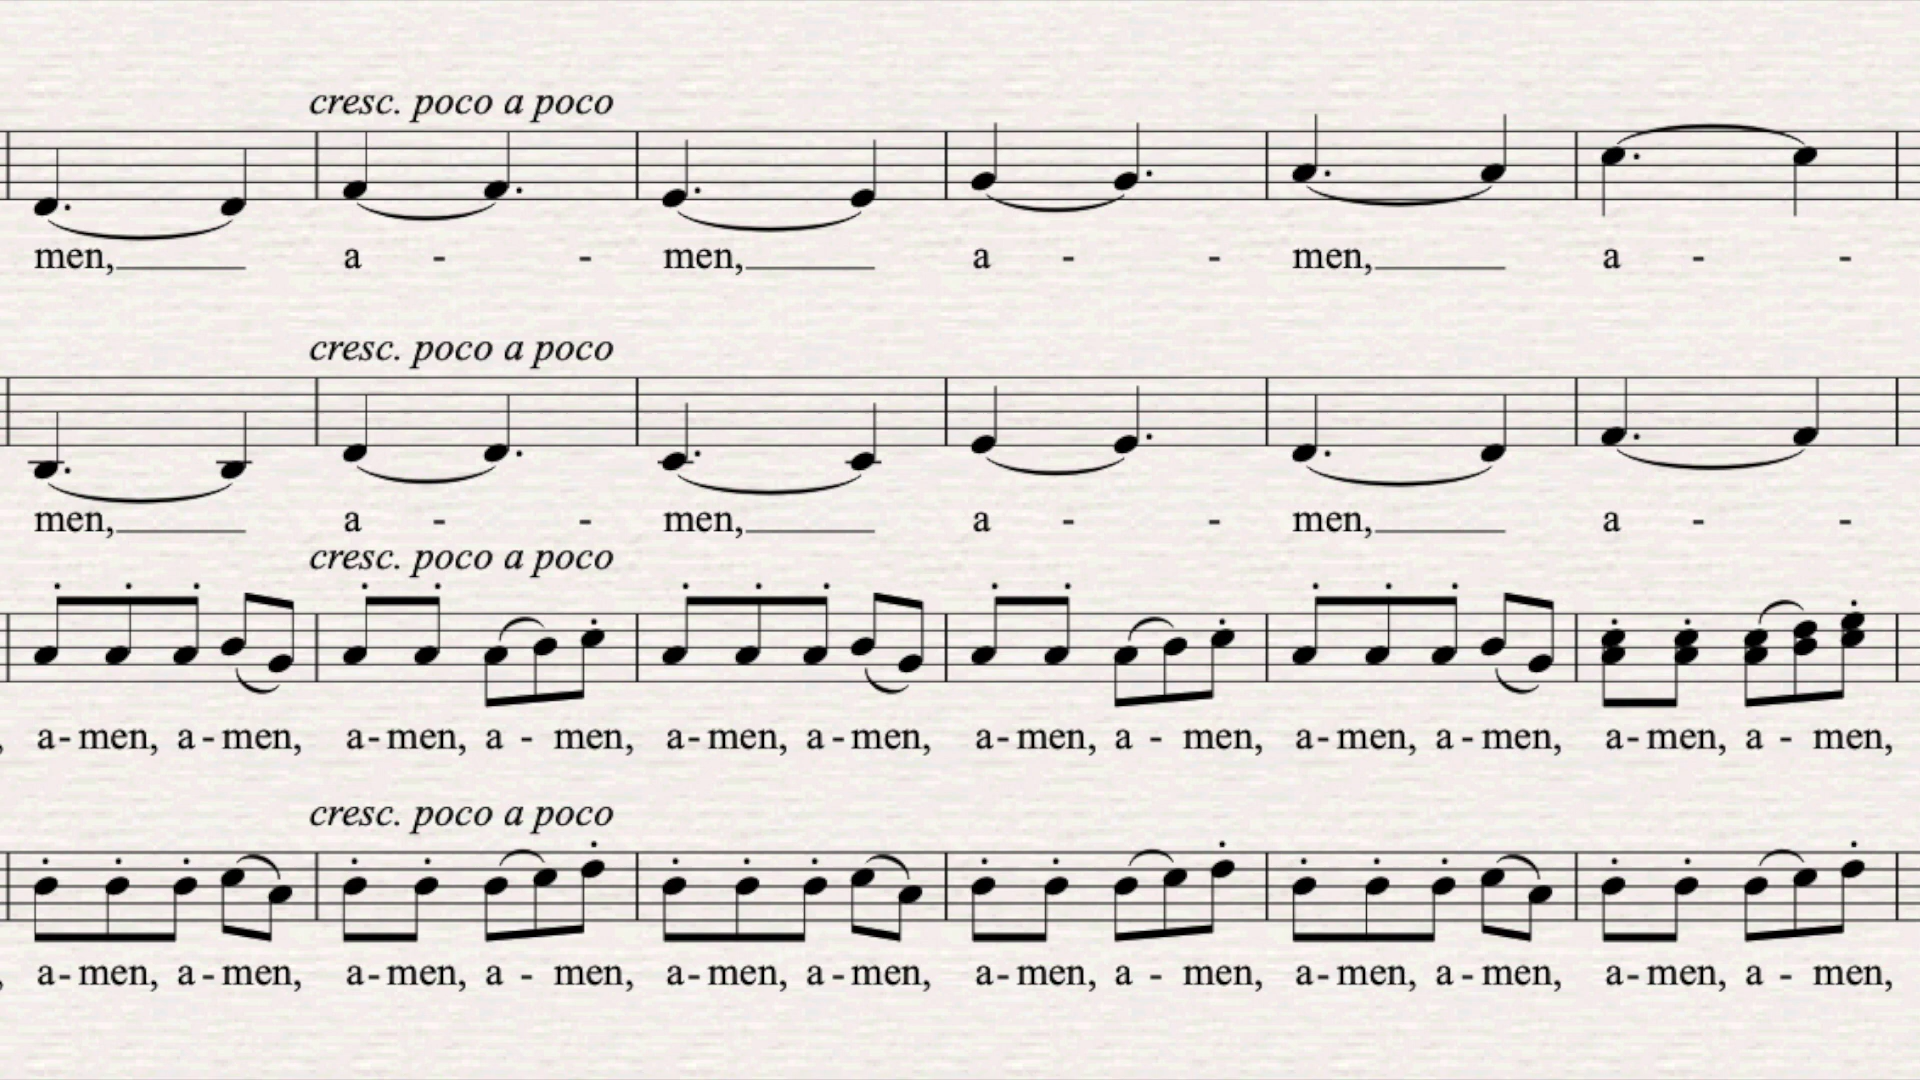 cresc. poco a poco
men, a - - men, a - - men, a - -
cresc. poco a poco
men, a - - men, a - - men, a - -
cresc. poco a poco
, a-men, a-men, a-men, a - men, a-men, a-men, a-men, a - men, a-men, a-men, a-men, a - men,
cresc. poco a poco
, a-men, a-men, a-men, a - men, a-men, a-men, a-men, a - men, a-men, a-men, a-men, a - men,